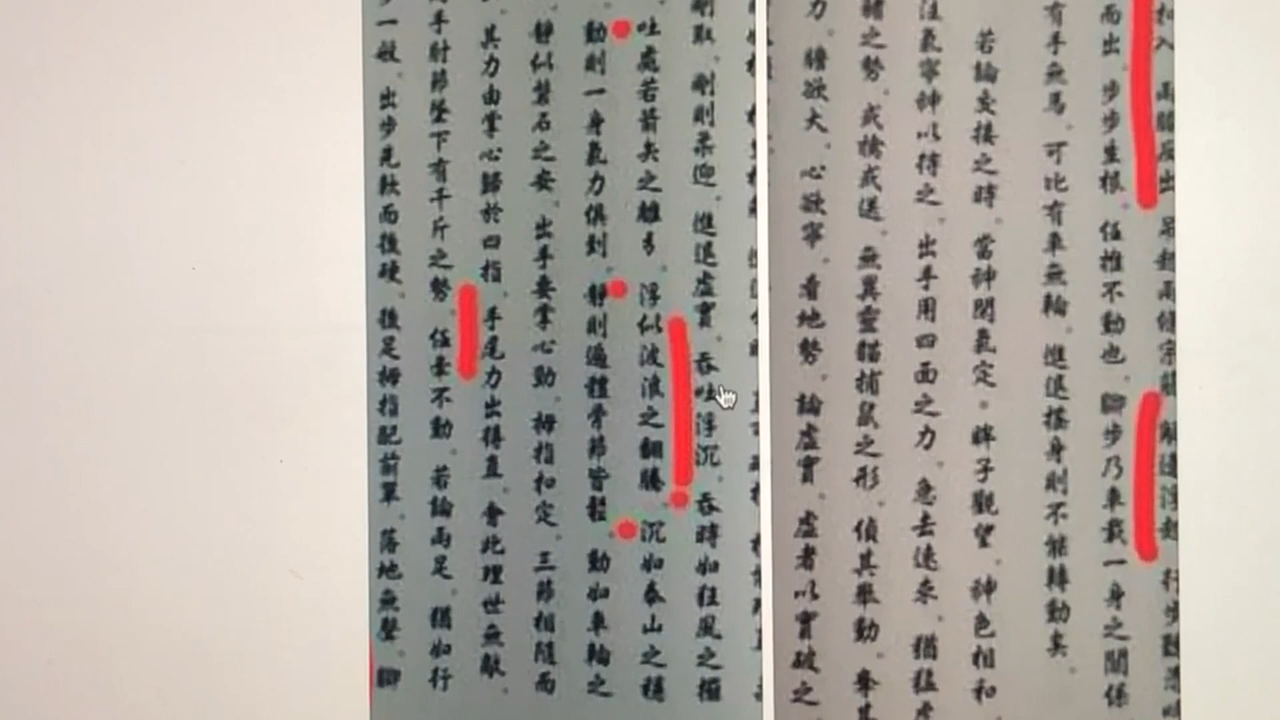 而出。步步生根。任推不動也。腳步乃車載一身之關係
有手無馬。可比有車無輪。進退搖身則不能轉動矣。
若論交接之時。當神閉氣定。眸子觀望。神色相和
氣寧神以待之。出手用四面之力。急去速來。猶猛
之勢。或擒或送。無異靈貓捕鼠之形。偵其舉動。
力。膽欲大。心欲寧。看地勢。論虛實。虛者以實破之
剛取。剛則柔迎。進退虛實。吞吐浮沉。吞時如狂風之
吐處若箭矢之離弓。浮似波浪之翻騰。沉如泰山之穩
動則一身氣力俱到。靜則遍體骨節皆鬆。動如車輪之
靜似磐石之安。出手要掌心動。拇指扣定。三節相隨而
其力由掌心歸於四指。手尾力出得直。會此理世無敵。
手肘節墜下有千斤之勢。任牽不動。若論兩足。猶如行
一般。出步先軟而後硬。後足拇指配前單。落地無聲。腳